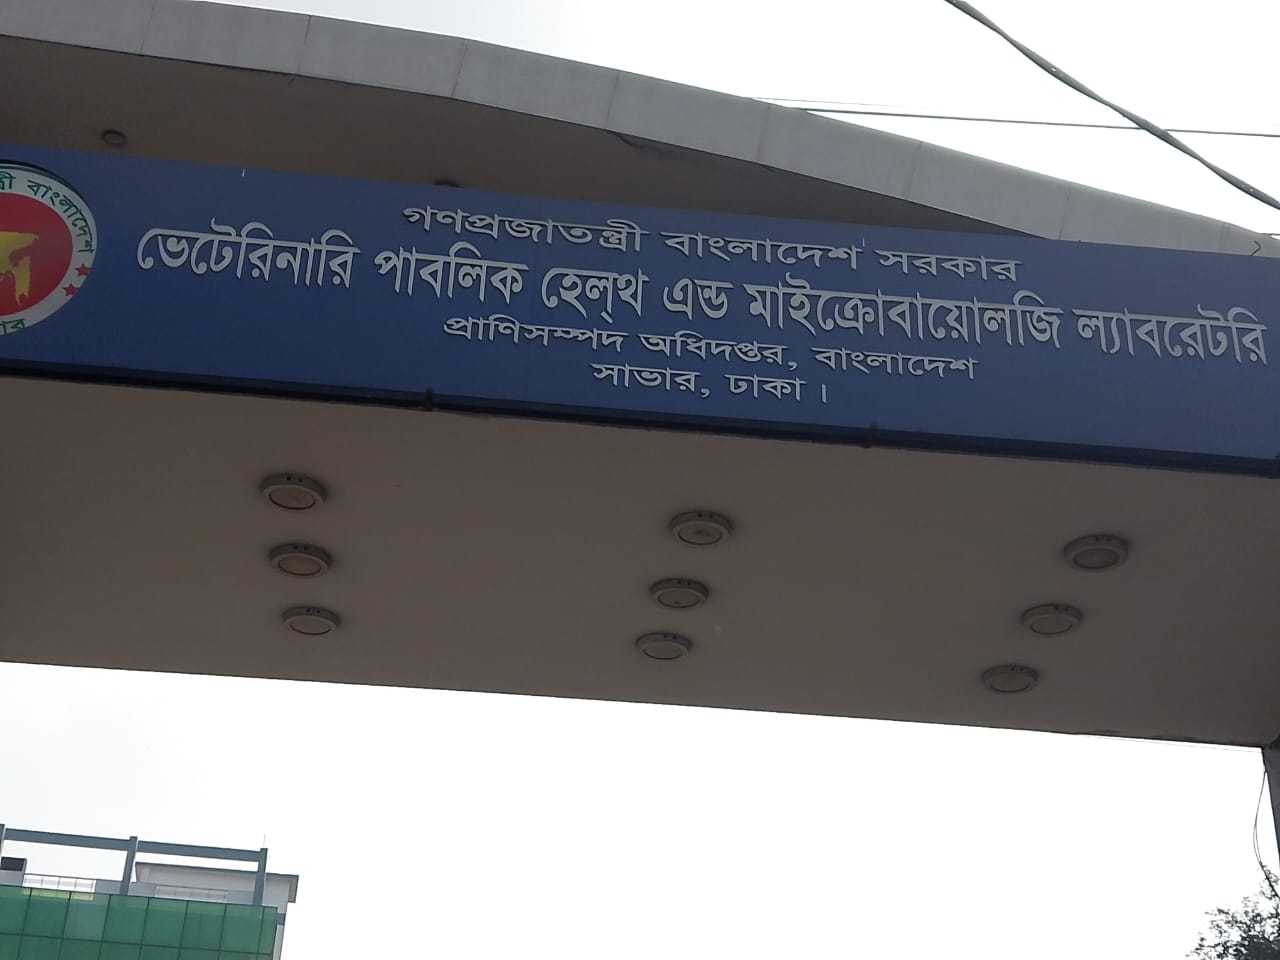 গণপ্রজাতন্ত্রী বাংলাদেশ সরকার
ভেটেরিনারি পাবলিক হেল্‌থ এন্ড মাইক্রোবায়োলজি ল্যাবরেটরি
প্রাণিসম্পদ অধিদপ্তর, বাংলাদেশ
সাভার, ঢাকা।
বাংলাদেশ